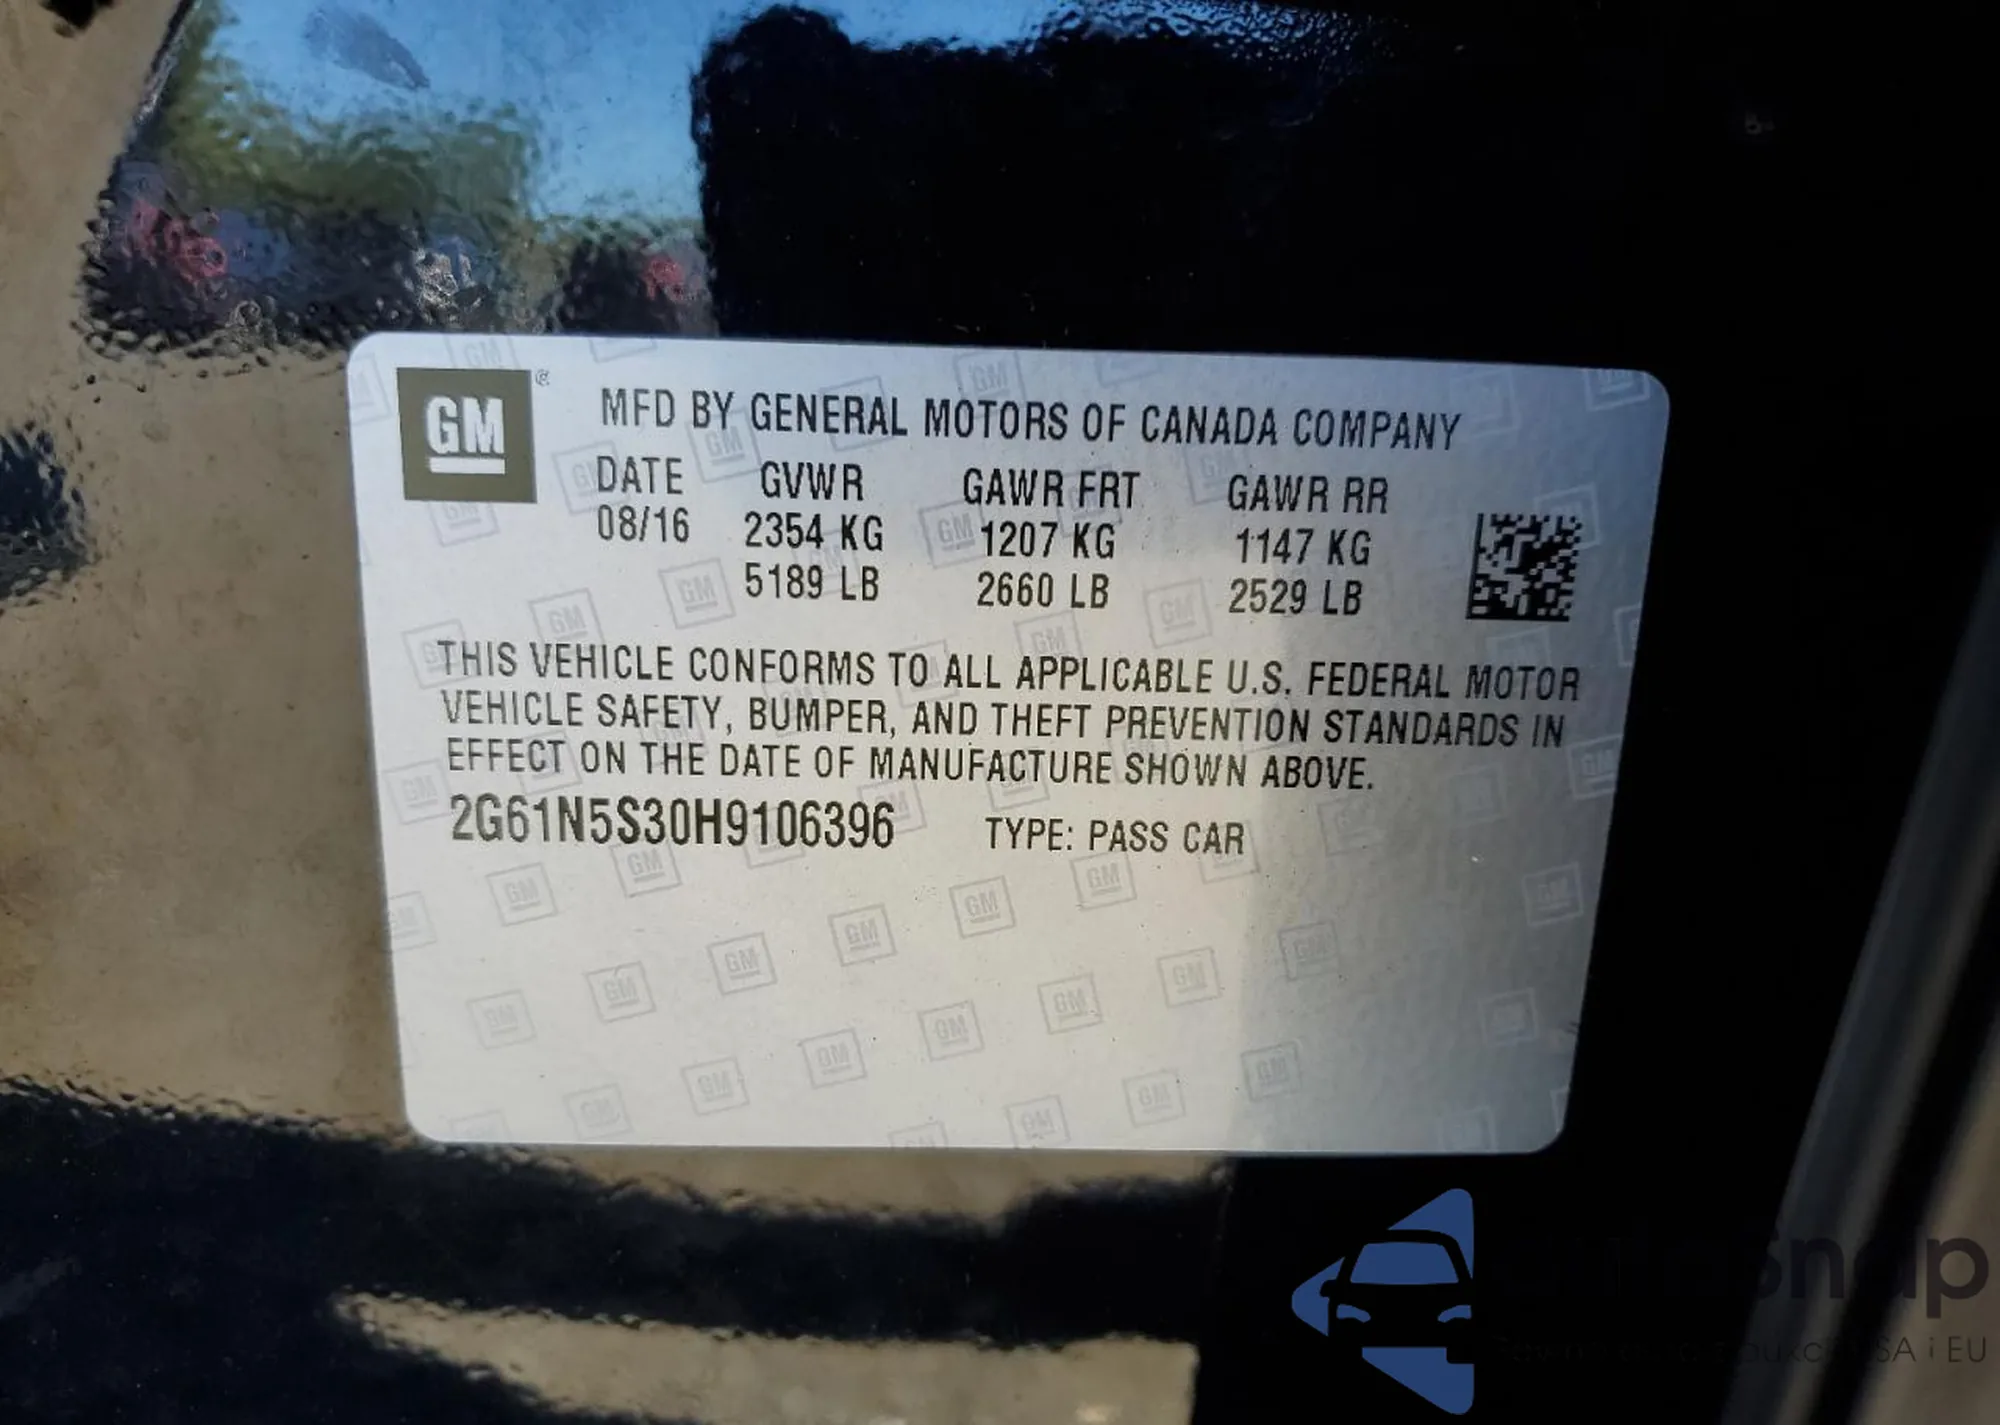 GM
MFD BY GENERAL MOTORS OF CANADA COMPANY
DATE GVWR GAWR FRT GAWR RR
08/16 2354 KG 1207 KG 1147 KG
5189 LB 2660 LB 2529 LB
THIS VEHICLE CONFORMS TO ALL APPLICABLE U.S. FEDERAL MOTOR
VEHICLE SAFETY, BUMPER, AND THEFT PREVENTION STANDARDS IN
EFFECT ON THE DATE OF MANUFACTURE SHOWN ABOVE.
2G61N5S30H9106396 TYPE: PASS CAR
і EU